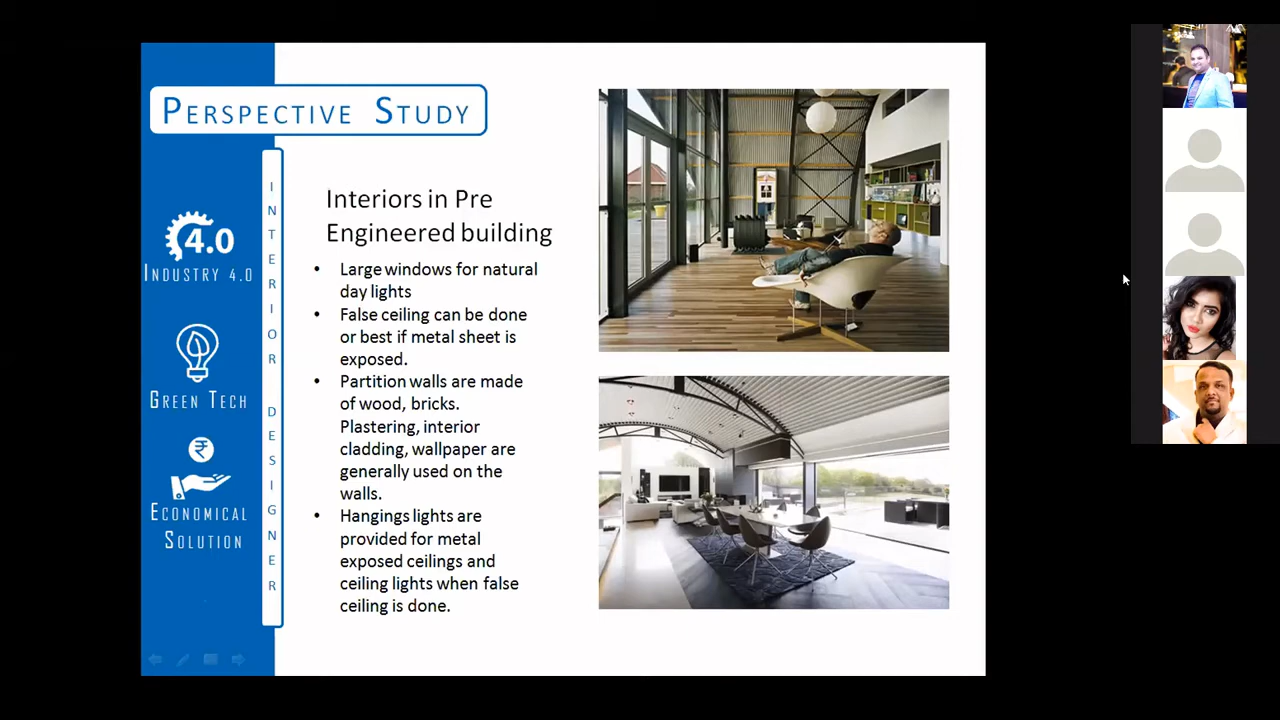 PERSPECTIVE STUDY
4.0
INDUSTRY 4.0
GREEN TECH
₹
ECONOMICAL
SOLUTION
INTERIOR DESIGNER
Interiors in Pre
Engineered building
• Large windows for natural
day lights
• False ceiling can be done
or best if metal sheet is
exposed.
• Partition walls are made
of wood, bricks.
Plastering, interior
cladding, wallpaper are
generally used on the
walls.
• Hangings lights are
provided for metal
exposed ceilings and
ceiling lights when false
ceiling is done.